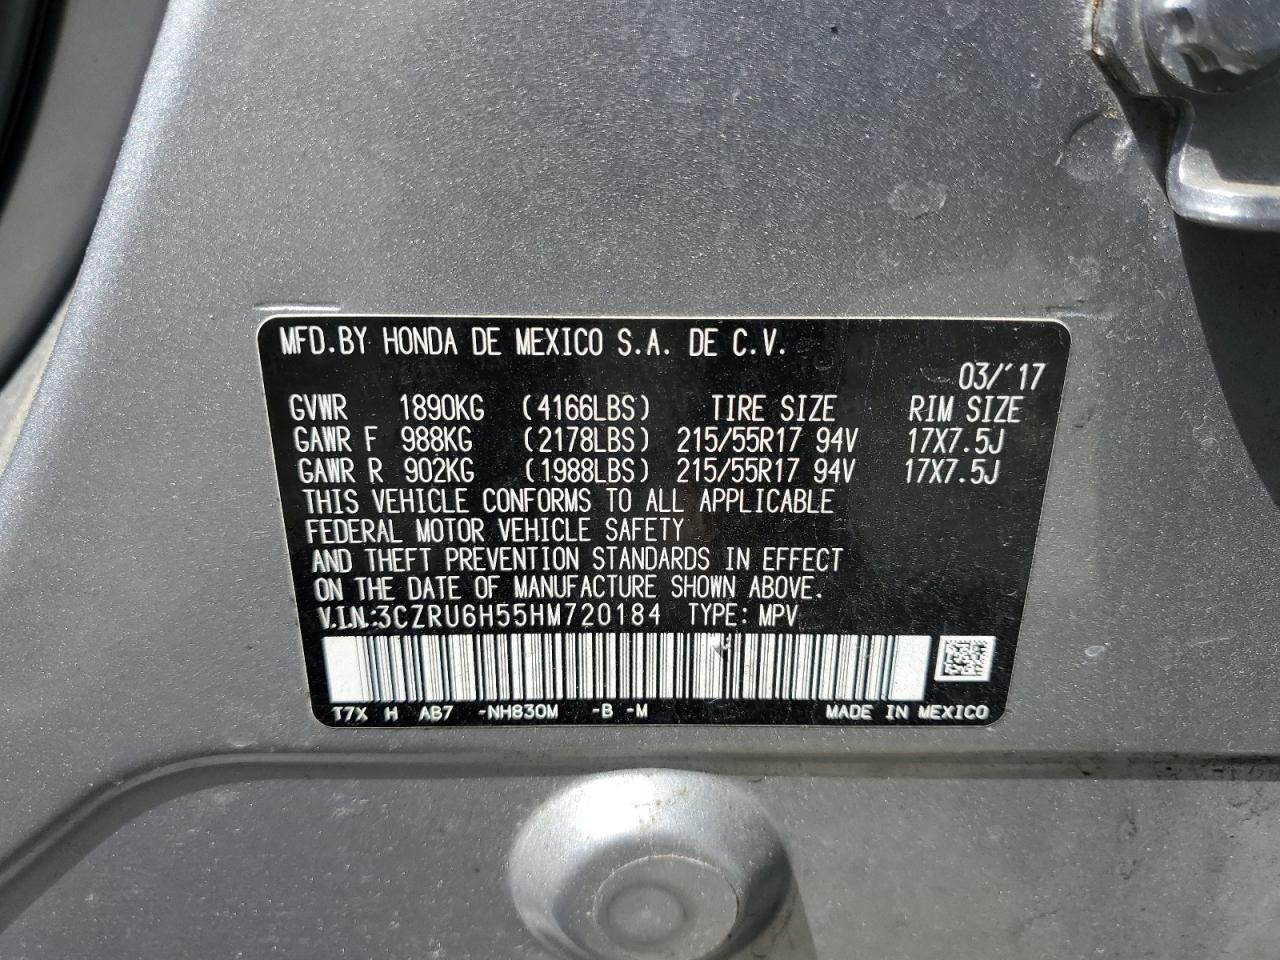 MFD.BY HONDA DE MEXICO S.A. DE C.V.
03/'17
GVWR 1890KG (4166LBS) TIRE SIZE RIM SIZE
GAWR F 988KG (2178LBS) 215/55R17 94V 17X7.5J
GAWR R 902KG (1988LBS) 215/55R17 94V 17X7.5J
THIS VEHICLE CONFORMS TO ALL APPLICABLE
FEDERAL MOTOR VEHICLE SAFETY
AND THEFT PREVENTION STANDARDS IN EFFECT
ON THE DATE OF MANUFACTURE SHOWN ABOVE.
V.I.N:3CZRU6H55HM720184 TYPE: MPV
T7X H AB7 -NH830M -B -M MADE IN MEXICO